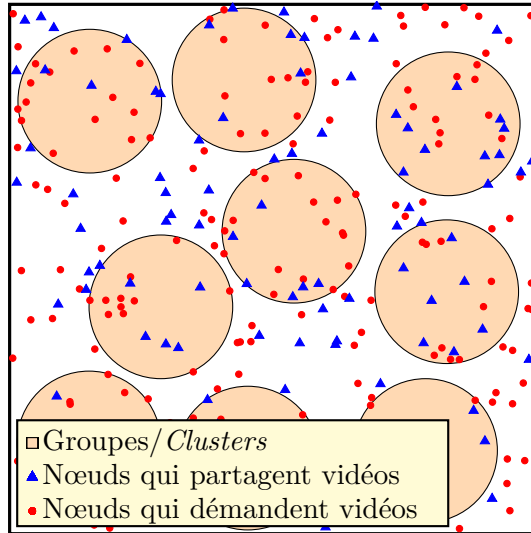 Groupes/Clusters
Nœuds qui partagent vidéos
Nœuds qui démandent vidéos